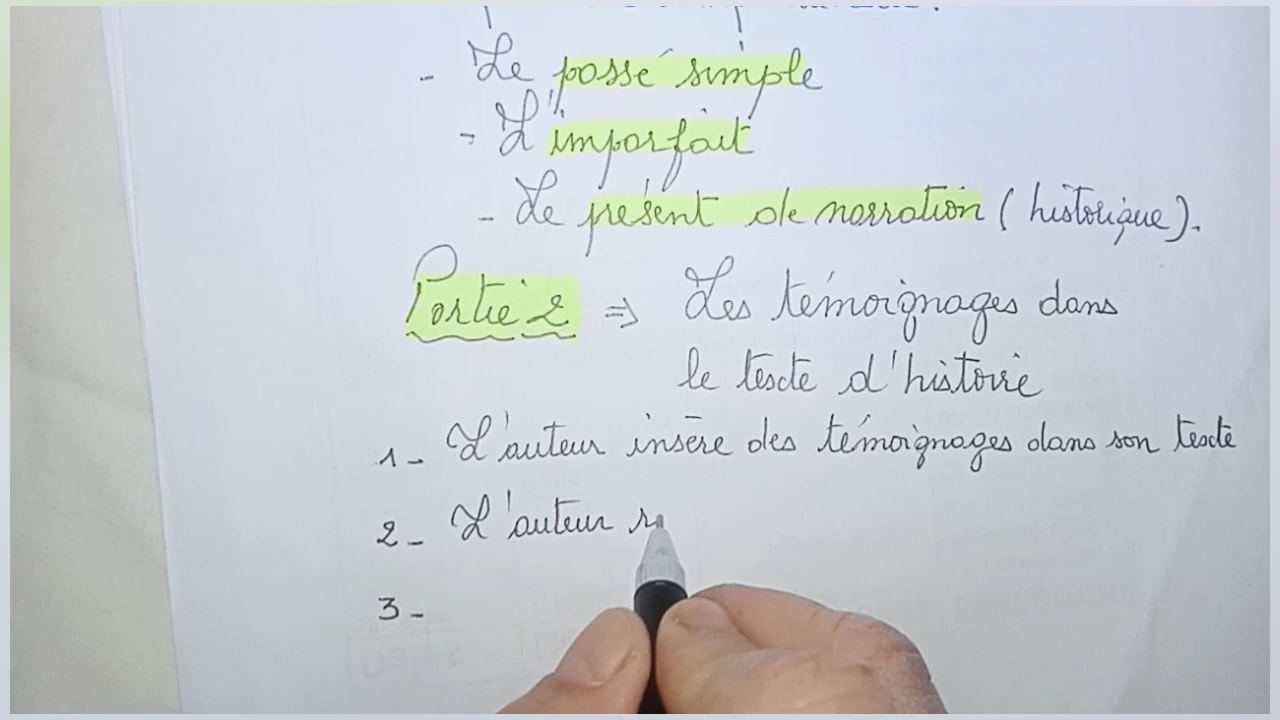 - Le passé simple
- L'imparfait
- Le présent de narration (historique).
Partie 2 ⇒ Les témoignages dans
le texte d'histoire
1- L'auteur insère des témoignages dans son texte
2- L'auteur r
3-